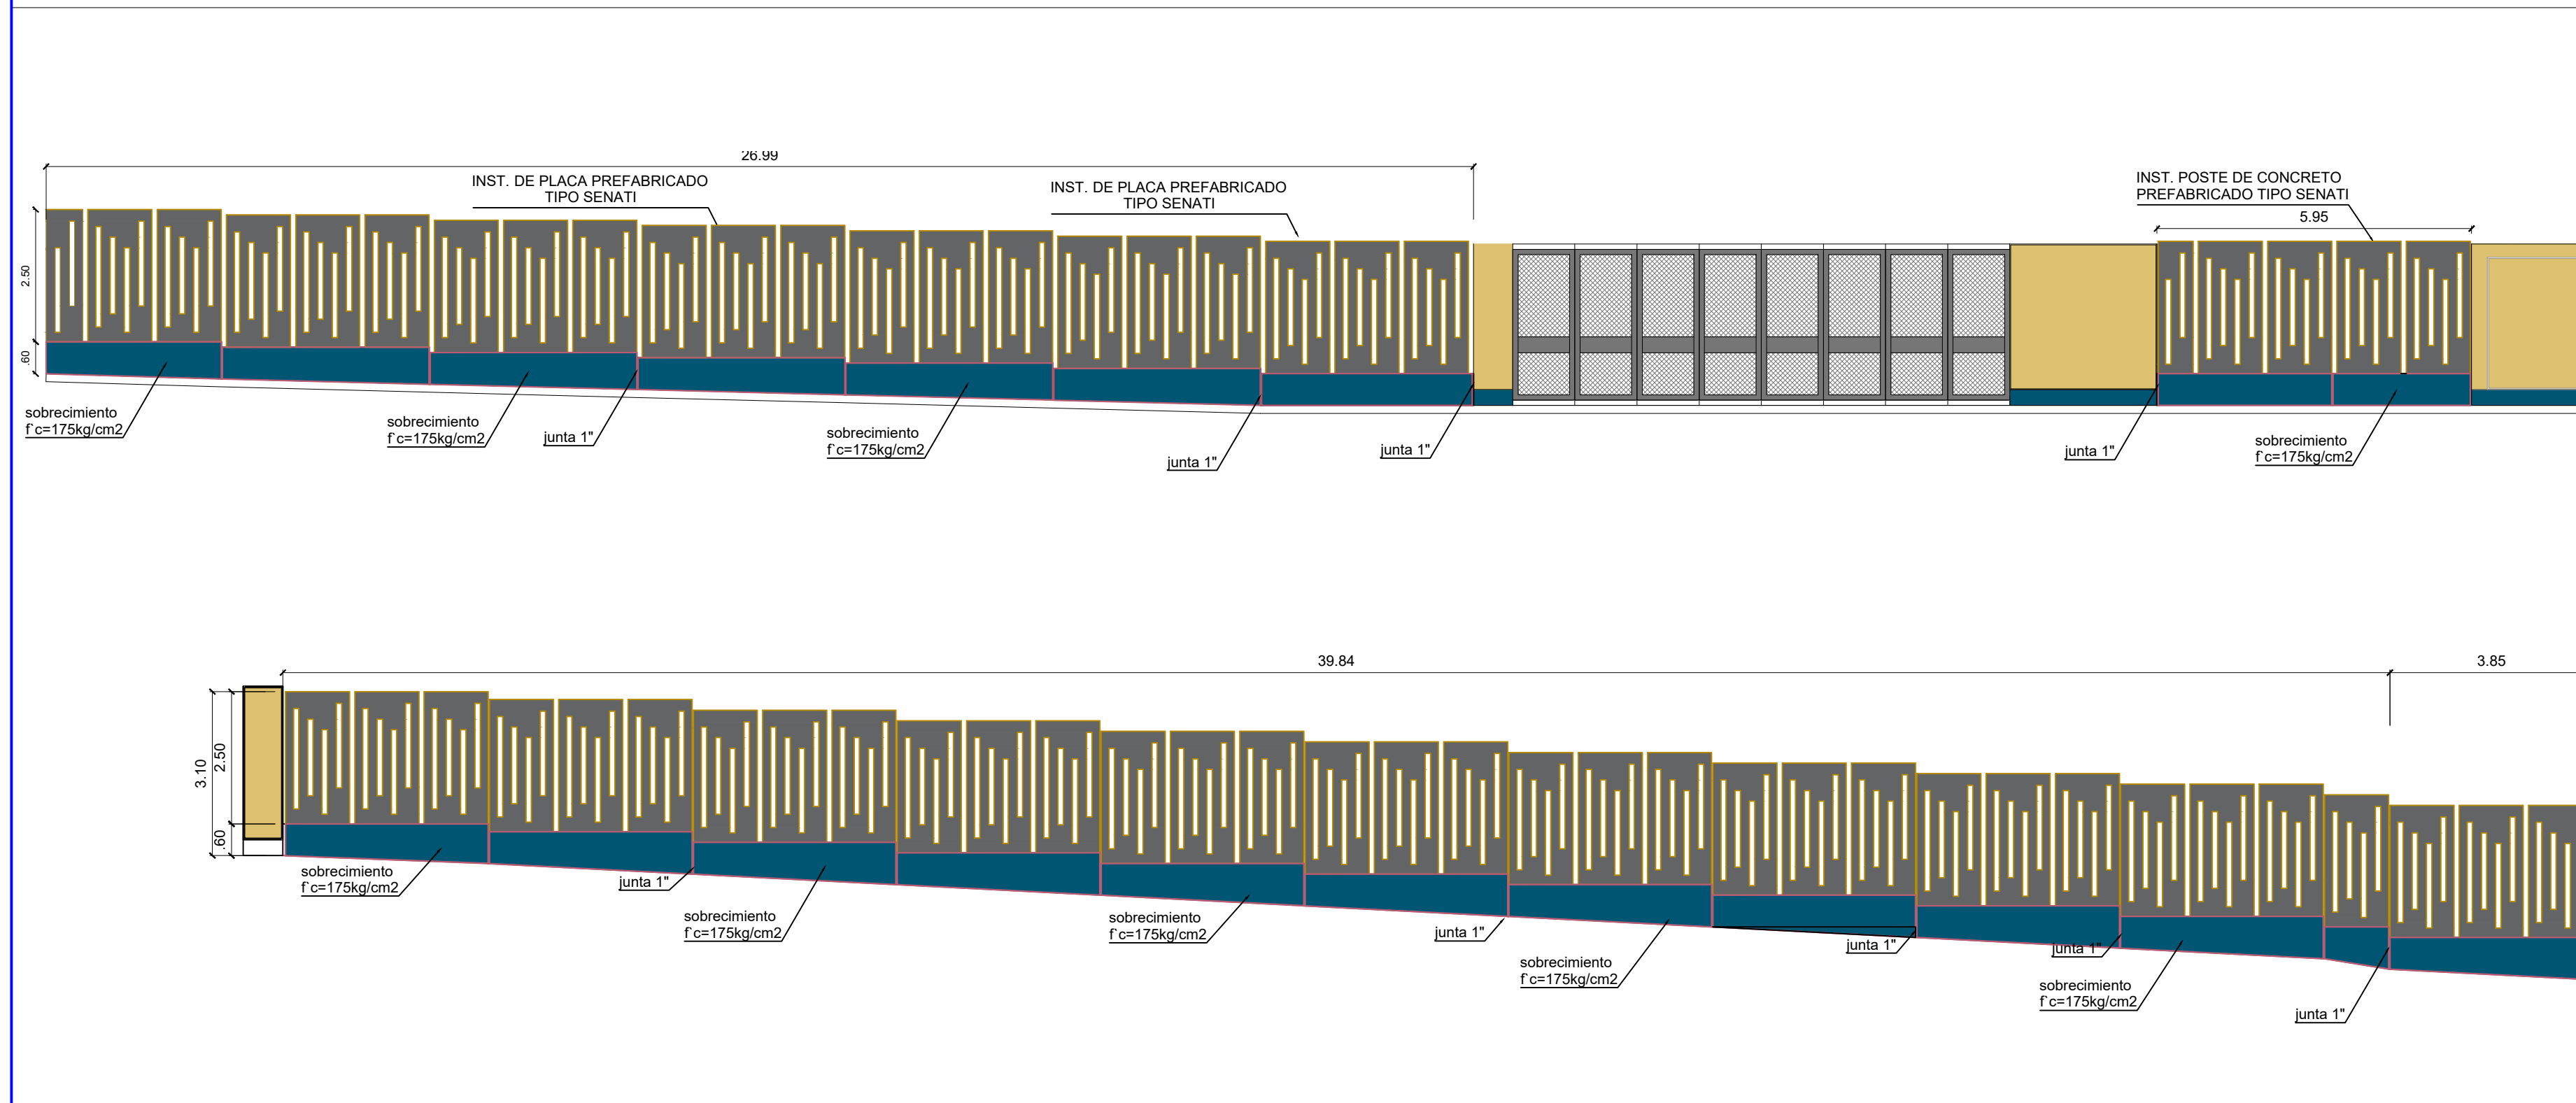 26.99
INST. DE PLACA PREFABRICADO
TIPO SENATI
INST. DE PLACA PREFABRICADO
TIPO SENATI
INST. POSTE DE CONCRETO
PREFABRICADO TIPO SENATI
5.95
2.50
.60
sobrecimiento
f`c=175kg/cm2
sobrecimiento
f`c=175kg/cm2
junta 1"
sobrecimiento
f`c=175kg/cm2
junta 1"
junta 1"
junta 1"
sobrecimiento
f`c=175kg/cm2
39.84
3.85
3.10
2.50
.60
sobrecimiento
f`c=175kg/cm2
junta 1"
sobrecimiento
f`c=175kg/cm2
sobrecimiento
f`c=175kg/cm2
junta 1"
sobrecimiento
f`c=175kg/cm2
junta 1"
junta 1"
sobrecimiento
f`c=175kg/cm2
junta 1"